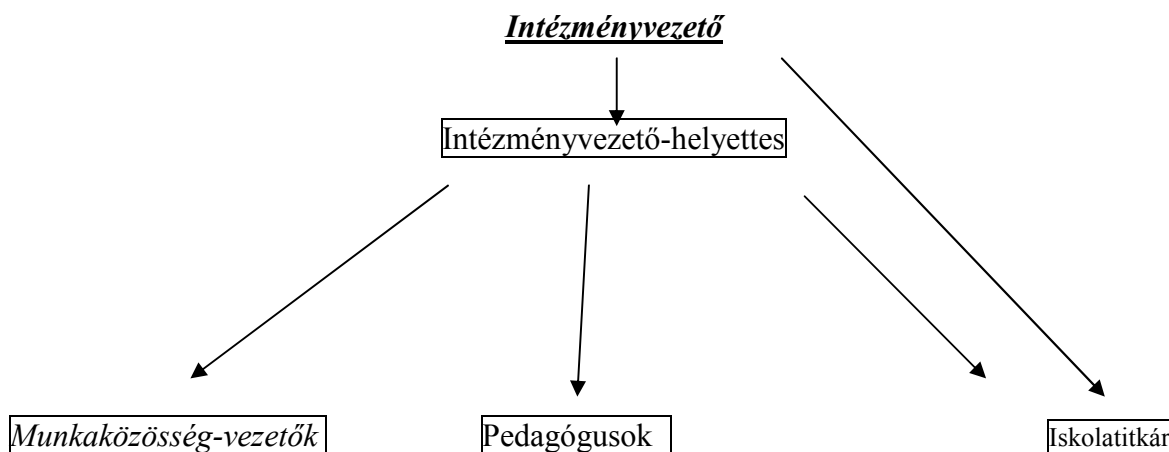 Intézményvezető
Intézményvezető-helyettes
Munkaközösség-vezetők
Pedagógusok
Iskolatitkár